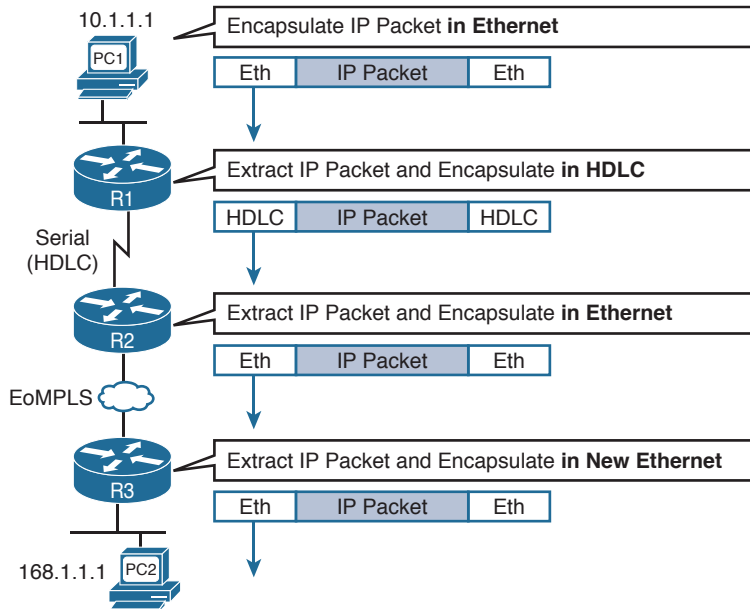 10.1.1.1
Encapsulate IP Packet in Ethernet
PC1
Eth IP Packet Eth
Extract IP Packet and Encapsulate in HDLC
R1
HDLC IP Packet HDLC
Serial
(HDLC)
Extract IP Packet and Encapsulate in Ethernet
R2
Eth IP Packet Eth
EoMPLS
Extract IP Packet and Encapsulate in New Ethernet
R3
Eth IP Packet Eth
168.1.1.1
PC2